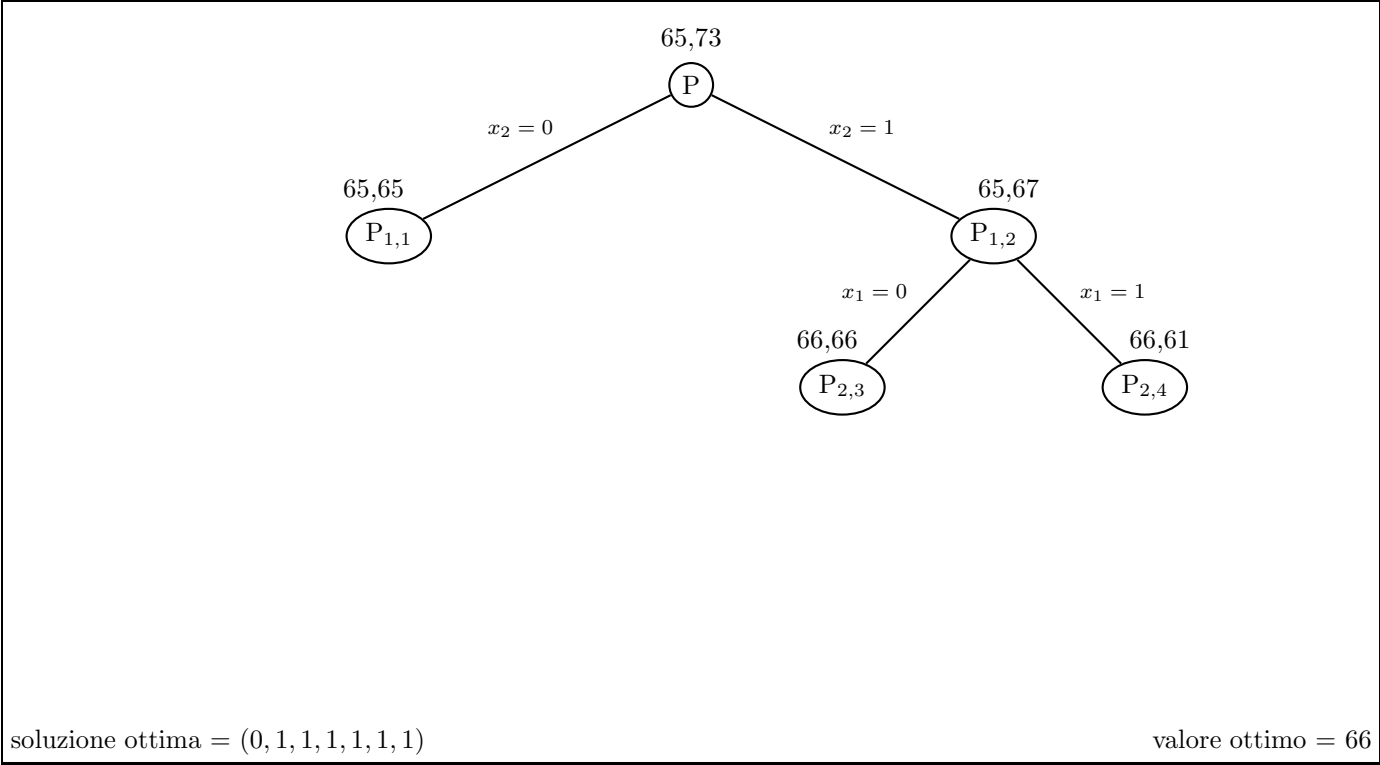 65,73
P
x₂ = 0
x₂ = 1
65,65
65,67
P₁,₁
P₁,₂
x₁ = 0
x₁ = 1
66,66
66,61
P₂,₃
P₂,₄
soluzione ottima = (0, 1, 1, 1, 1, 1, 1)
valore ottimo = 66